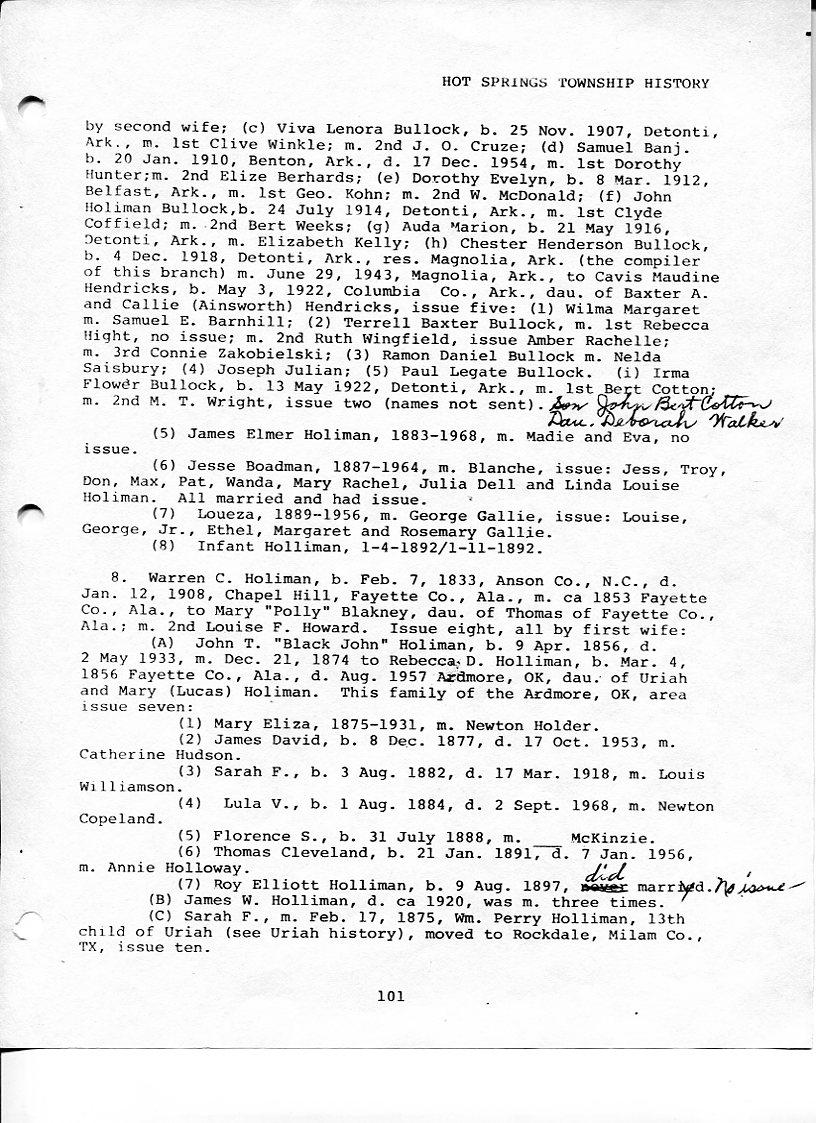 HOT SPRINGS TOWNSHIP HISTORY
by second wife; (c) Viva Lenora Bullock, b. 25 Nov. 1907, Detonti,
Ark., m. 1st Clive Winkle; m. 2nd J. O. Cruze; (d) Samuel Banj.
b. 20 Jan. 1910, Benton, Ark., d. 17 Dec. 1954, m. 1st Dorothy
Hunter;m. 2nd Elize Berhards; (e) Dorothy Evelyn, b. 8 Mar. 1912,
Belfast, Ark., m. 1st Geo. Kohn; m. 2nd W. McDonald; (f) John
Holiman Bullock,b. 24 July 1914, Detonti, Ark., m. 1st Clyde
Coffield; m. 2nd Bert Weeks; (g) Auda Marion, b. 21 May 1916,
Detonti, Ark., m. Elizabeth Kelly; (h) Chester Henderson Bullock,
b. 4 Dec. 1918, Detonti, Ark., res. Magnolia, Ark. (the compiler
of this branch) m. June 29, 1943, Magnolia, Ark., to Cavis Maudine
Hendricks, b. May 3, 1922, Columbia Co., Ark., dau. of Baxter A.
and Callie (Ainsworth) Hendricks, issue five: (1) Wilma Margaret
m. Samuel E. Barnhill; (2) Terrell Baxter Bullock, m. 1st Rebecca
Hight, no issue; m. 2nd Ruth Wingfield, issue Amber Rachelle;
m. 3rd Connie Zakobielski; (3) Ramon Daniel Bullock m. Nelda
Saisbury; (4) Joseph Julian; (5) Paul Legate Bullock. (i) Irma
Flower Bullock, b. 13 May 1922, Detonti, Ark., m. 1st Bert Cotton;
m. 2nd M. T. Wright, issue two (names not sent). Son John Bert Cotton
Dau. Deborah Walker
(5) James Elmer Holiman, 1883-1968, m. Madie and Eva, no
issue.
(6) Jesse Boadman, 1887-1964, m. Blanche, issue: Jess, Troy,
Don, Max, Pat, Wanda, Mary Rachel, Julia Dell and Linda Louise
Holiman. All married and had issue.
(7) Loueza, 1889-1956, m. George Gallie, issue: Louise,
George, Jr., Ethel, Margaret and Rosemary Gallie.
(8) Infant Holliman, 1-4-1892/1-11-1892.
8. Warren C. Holiman, b. Feb. 7, 1833, Anson Co., N.C., d.
Jan. 12, 1908, Chapel Hill, Fayette Co., Ala., m. ca 1853 Fayette
Co., Ala., to Mary "Polly" Blakney, dau. of Thomas of Fayette Co.,
Ala.; m. 2nd Louise F. Howard. Issue eight, all by first wife:
(A) John T. "Black John" Holiman, b. 9 Apr. 1856, d.
2 May 1933, m. Dec. 21, 1874 to Rebecca D. Holliman, b. Mar. 4,
1856 Fayette Co., Ala., d. Aug. 1957 Ardmore, OK, dau. of Uriah
and Mary (Lucas) Holiman. This family of the Ardmore, OK, area
issue seven:
(1) Mary Eliza, 1875-1931, m. Newton Holder.
(2) James David, b. 8 Dec. 1877, d. 17 Oct. 1953, m.
Catherine Hudson.
(3) Sarah F., b. 3 Aug. 1882, d. 17 Mar. 1918, m. Louis
Williamson.
(4) Lula V., b. 1 Aug. 1884, d. 2 Sept. 1968, m. Newton
Copeland.
(5) Florence S., b. 31 July 1888, m. ___ McKinzie.
(6) Thomas Cleveland, b. 21 Jan. 1891, d. 7 Jan. 1956,
m. Annie Holloway.
did
(7) Roy Elliott Holliman, b. 9 Aug. 1897, never married. No issue
(B) James W. Holliman, d. ca 1920, was m. three times.
(C) Sarah F., m. Feb. 17, 1875, Wm. Perry Holliman, 13th
child of Uriah (see Uriah history), moved to Rockdale, Milam Co.,
TX, issue ten.
101